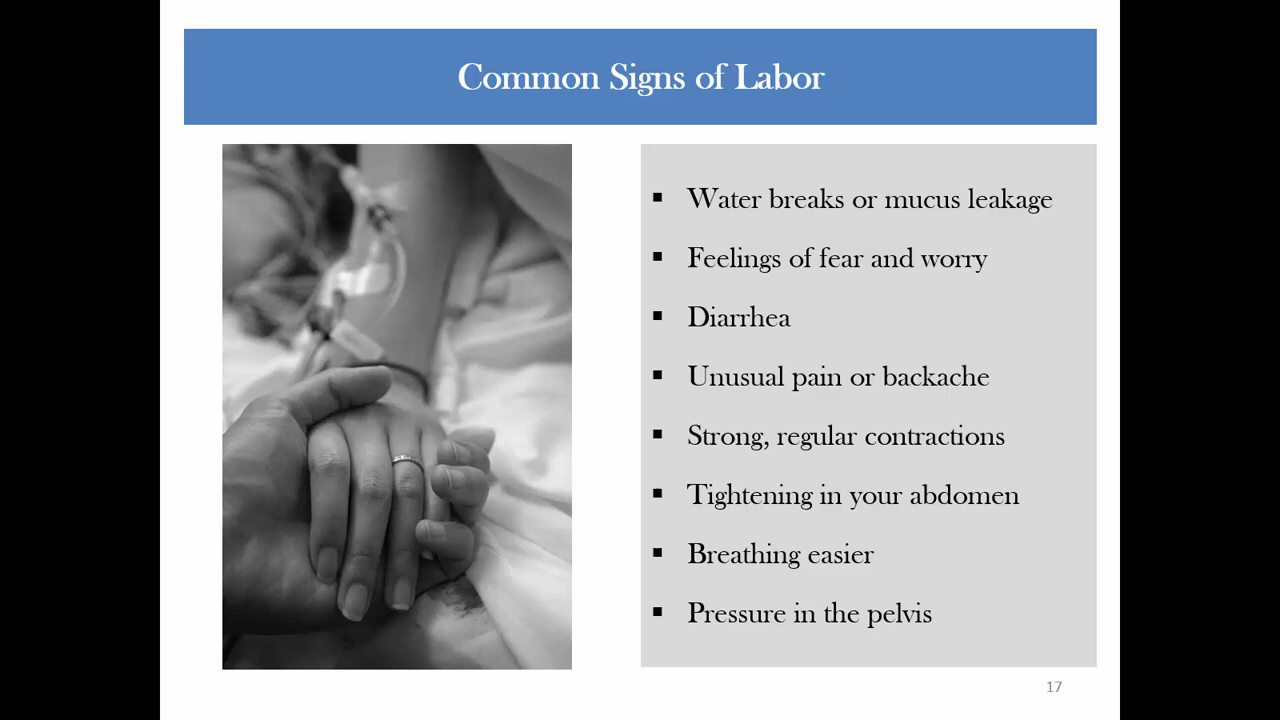 Common Signs of Labor
▪ Water breaks or mucus leakage
▪ Feelings of fear and worry
▪ Diarrhea
▪ Unusual pain or backache
▪ Strong, regular contractions
▪ Tightening in your abdomen
▪ Breathing easier
▪ Pressure in the pelvis
17